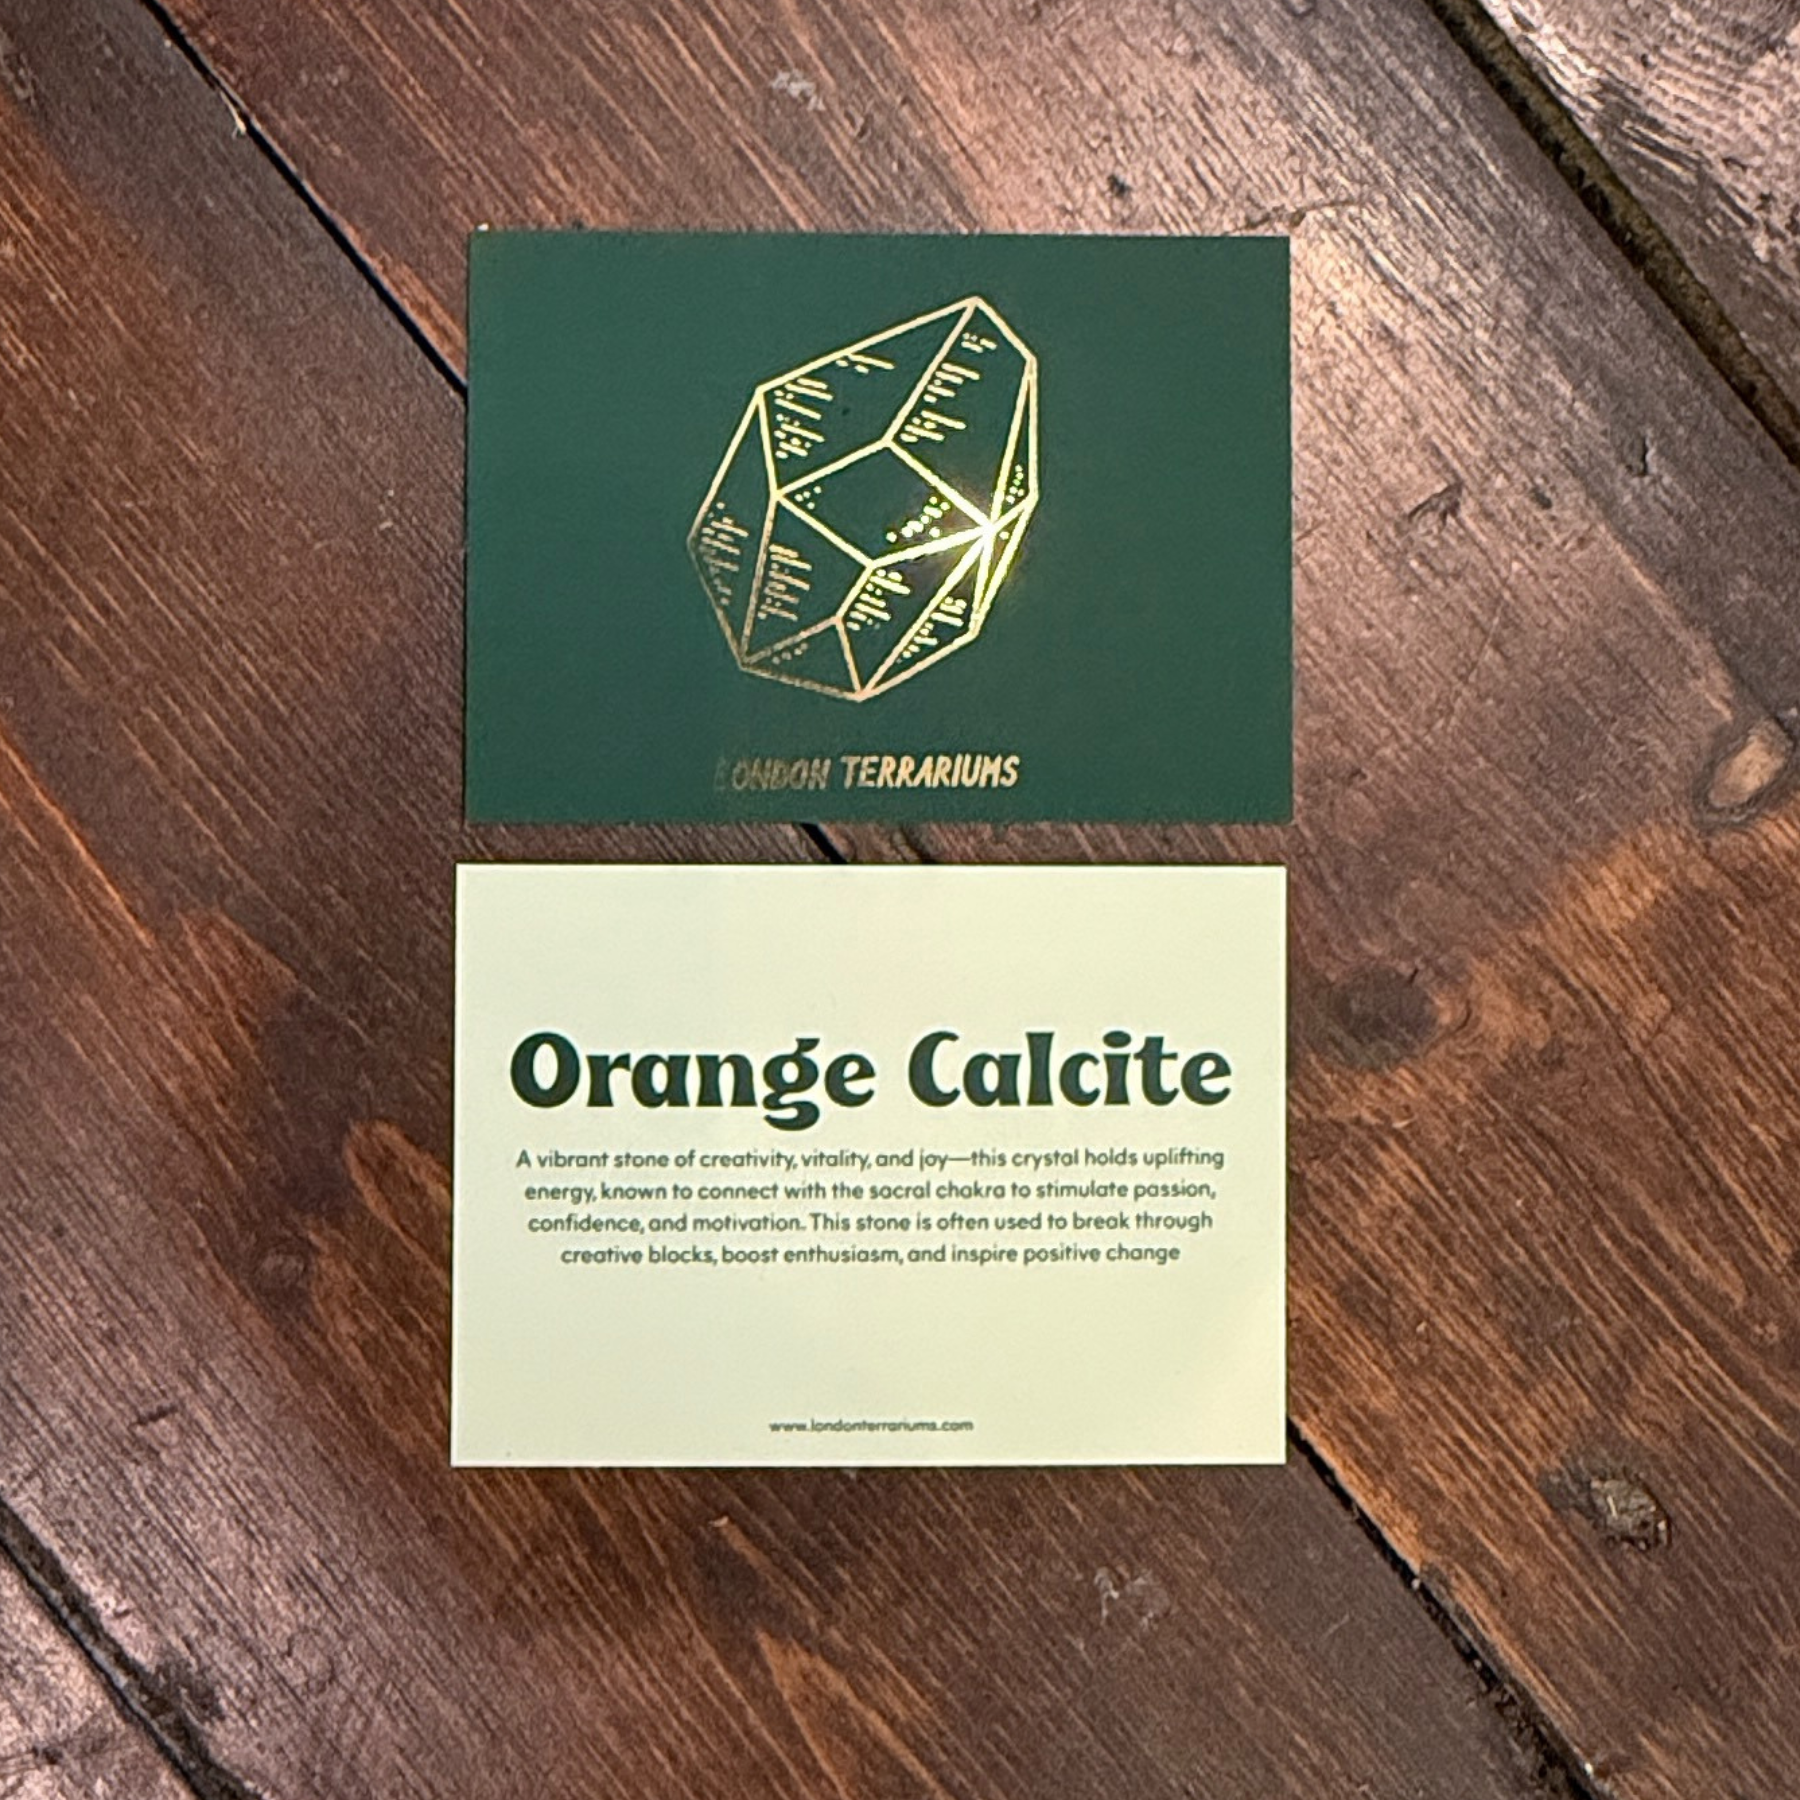 LONDON TERRARIUMS
Orange Calcite
A vibrant stone of creativity, vitality, and joy—this crystal holds uplifting
energy, known to connect with the sacral chakra to stimulate passion,
confidence, and motivation. This stone is often used to break through
creative blocks, boost enthusiasm, and inspire positive change
www.londonterrariums.com